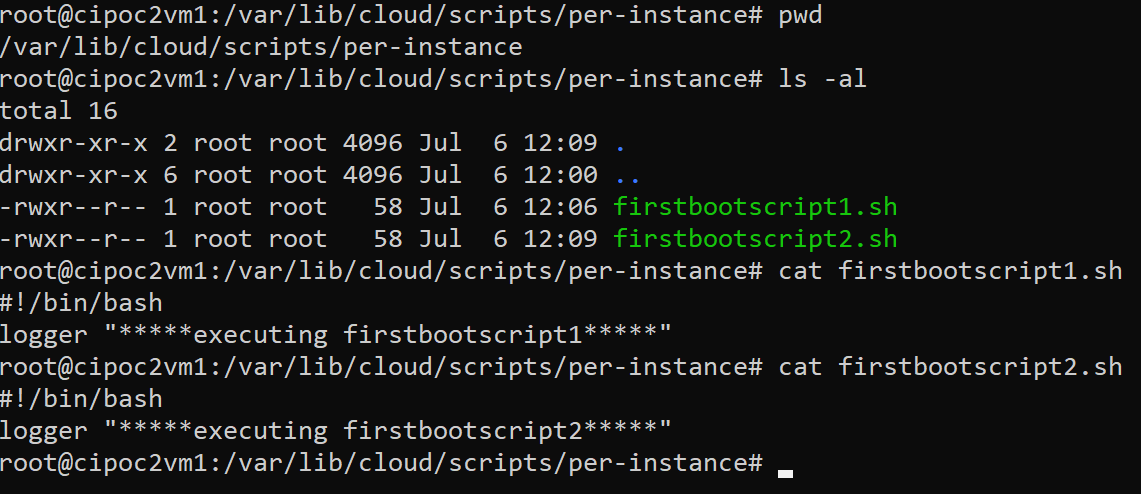 root@cipoc2vm1:/var/lib/cloud/scripts/per-instance# pwd
/var/lib/cloud/scripts/per-instance
root@cipoc2vm1:/var/lib/cloud/scripts/per-instance# ls -al
total 16
drwxr-xr-x 2 root root 4096 Jul  6 12:09 .
drwxr-xr-x 6 root root 4096 Jul  6 12:00 ..
-rwxr--r-- 1 root root   58 Jul  6 12:06 firstbootscript1.sh
-rwxr--r-- 1 root root   58 Jul  6 12:09 firstbootscript2.sh
root@cipoc2vm1:/var/lib/cloud/scripts/per-instance# cat firstbootscript1.sh
#!/bin/bash
logger "*****executing firstbootscript1*****"
root@cipoc2vm1:/var/lib/cloud/scripts/per-instance# cat firstbootscript2.sh
#!/bin/bash
logger "*****executing firstbootscript2*****"
root@cipoc2vm1:/var/lib/cloud/scripts/per-instance#